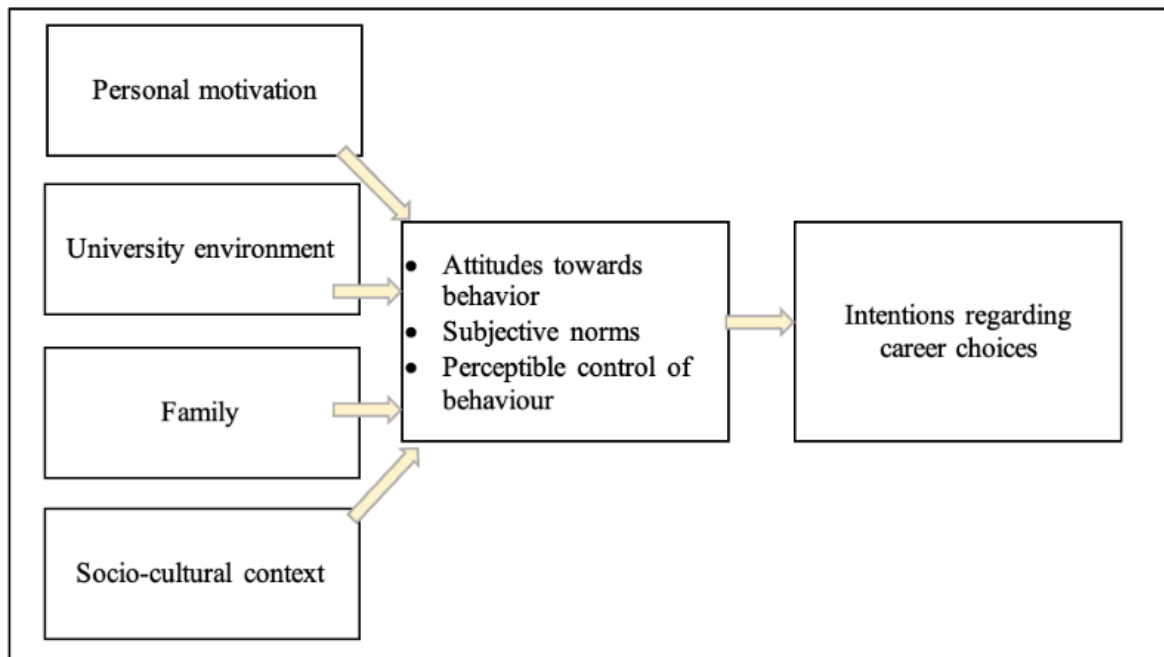 Personal motivation
University environment
Family
Socio-cultural context
• Attitudes towards
behavior
• Subjective norms
• Perceptible control of
behaviour
Intentions regarding
career choices